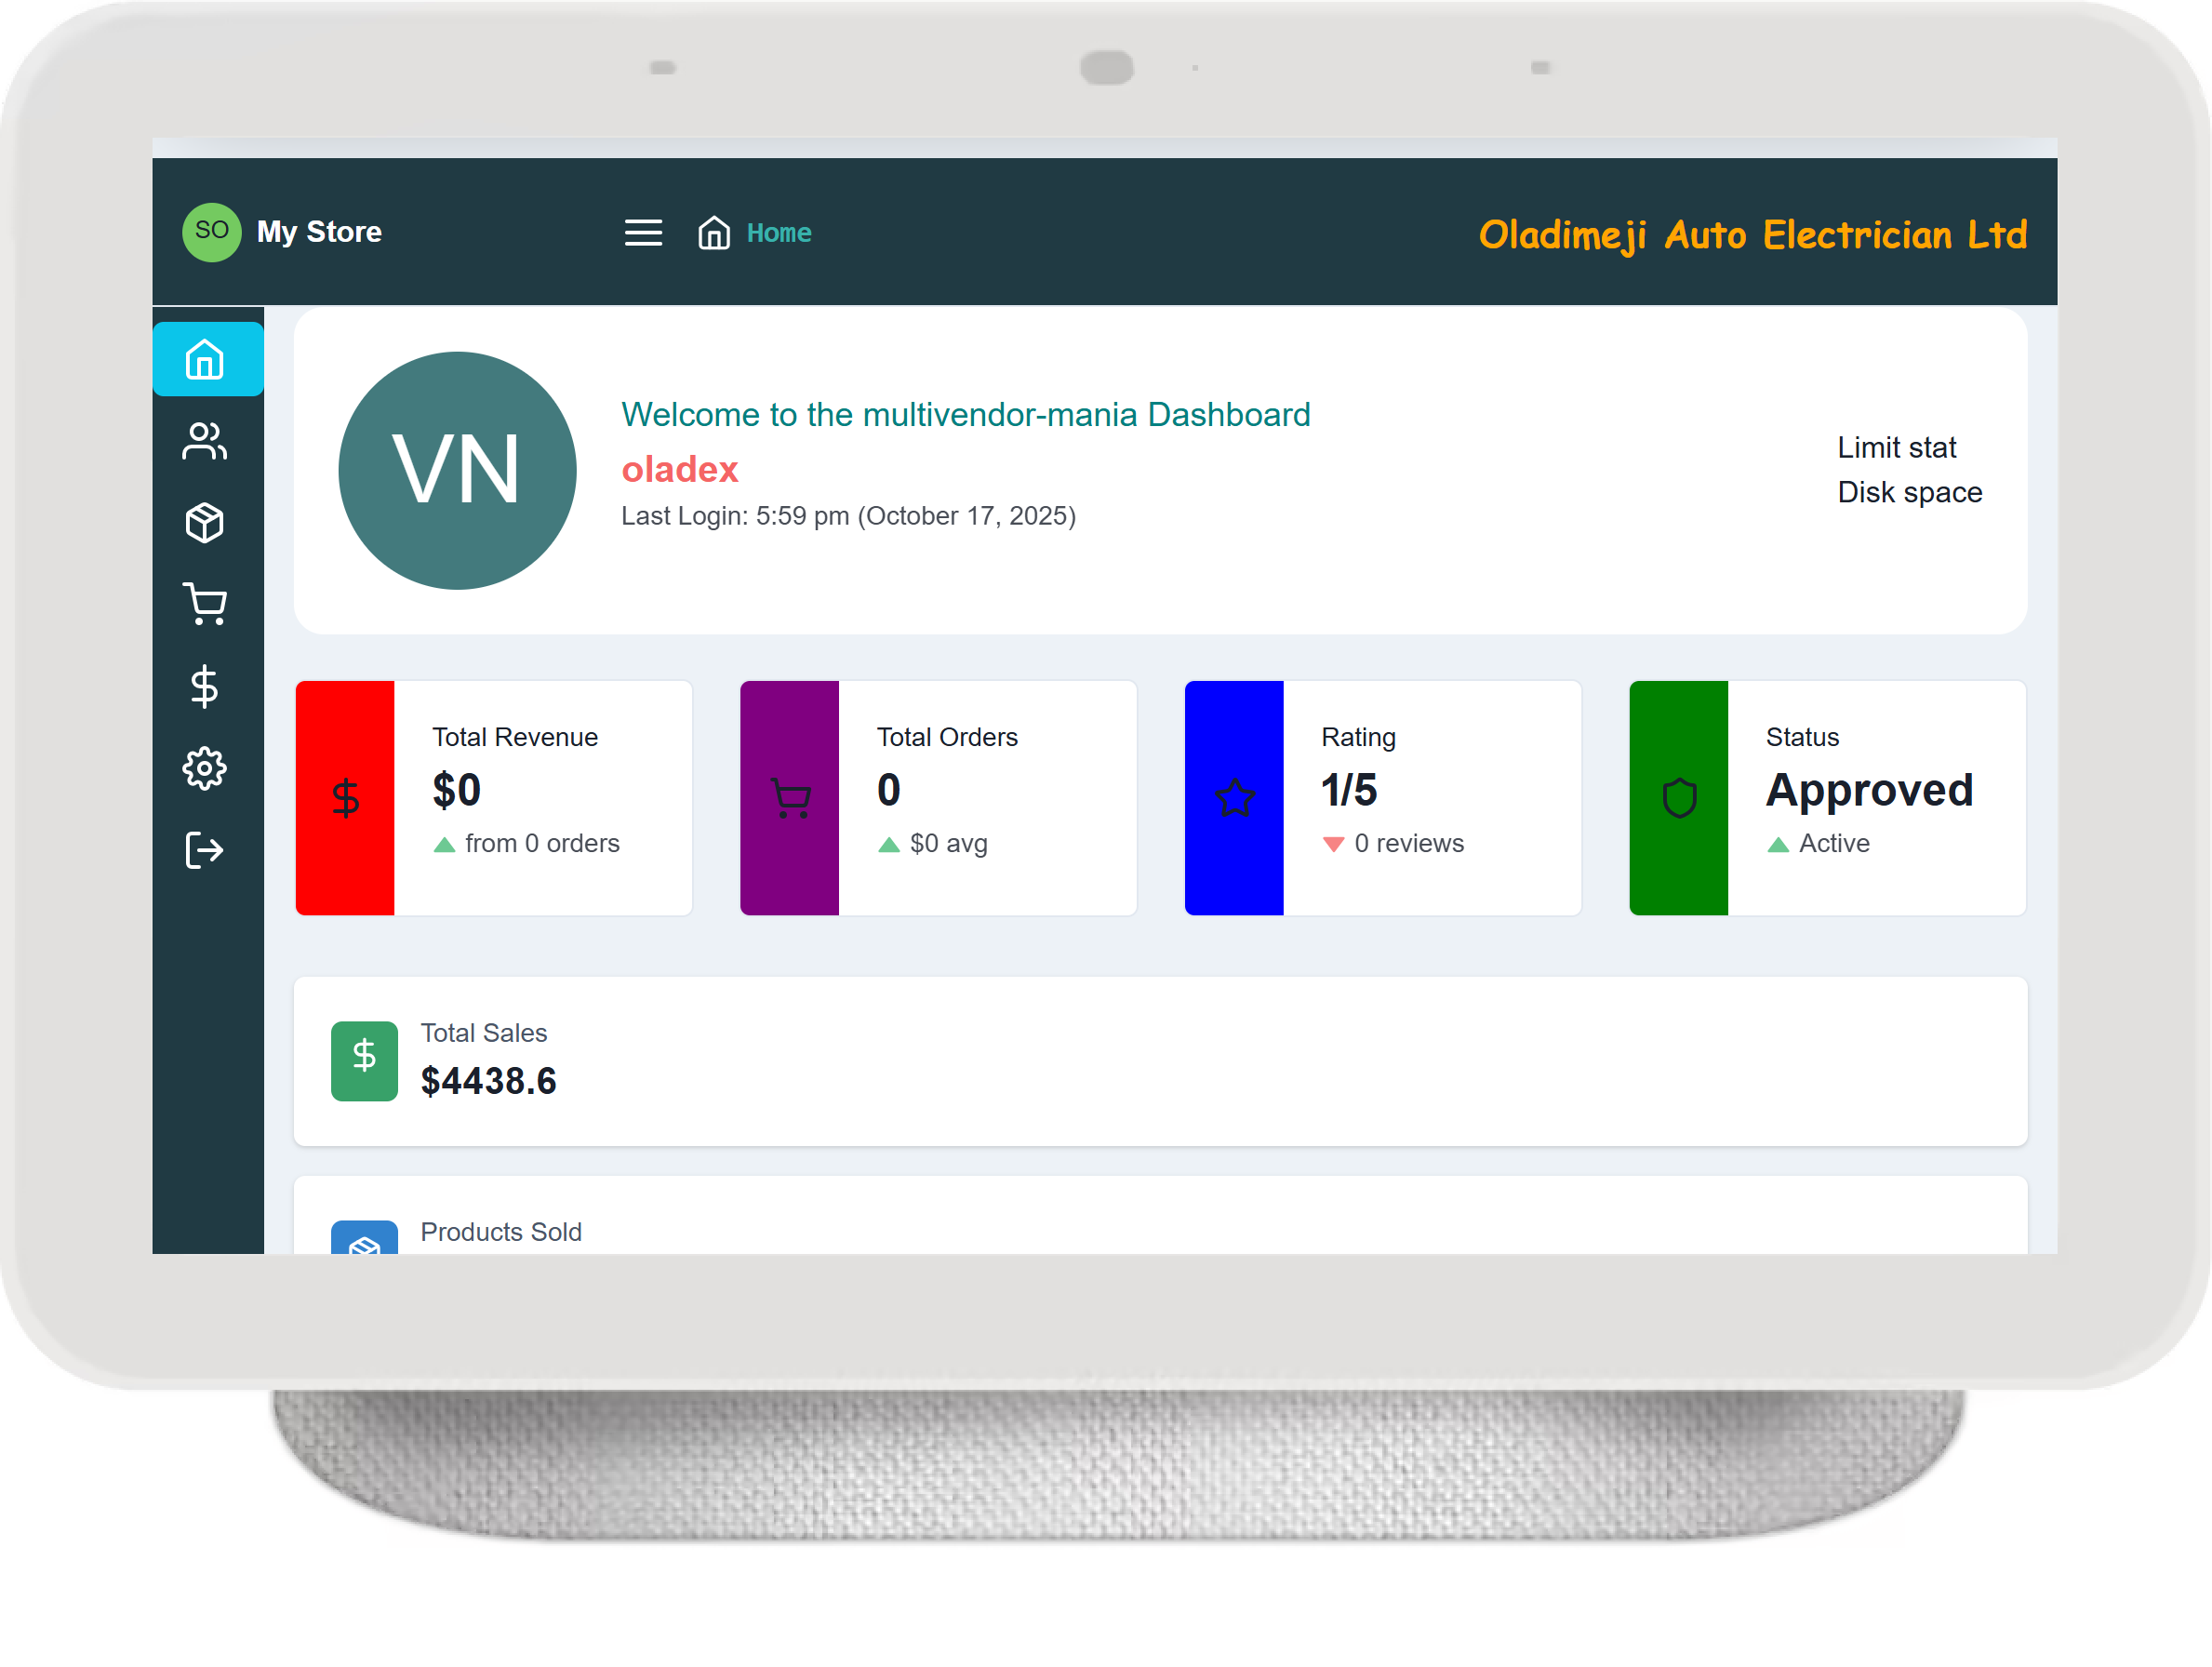 SO My Store Home Oladimeji Auto Electrician Ltd
VN
Welcome to the multivendor-mania Dashboard
oladex
Last Login: 5:59 pm (October 17, 2025)
Limit stat
Disk space
Total Revenue
$0
from 0 orders
Total Orders
0
$0 avg
Rating
1/5
0 reviews
Status
Approved
Active
Total Sales
$4438.6
Products Sold